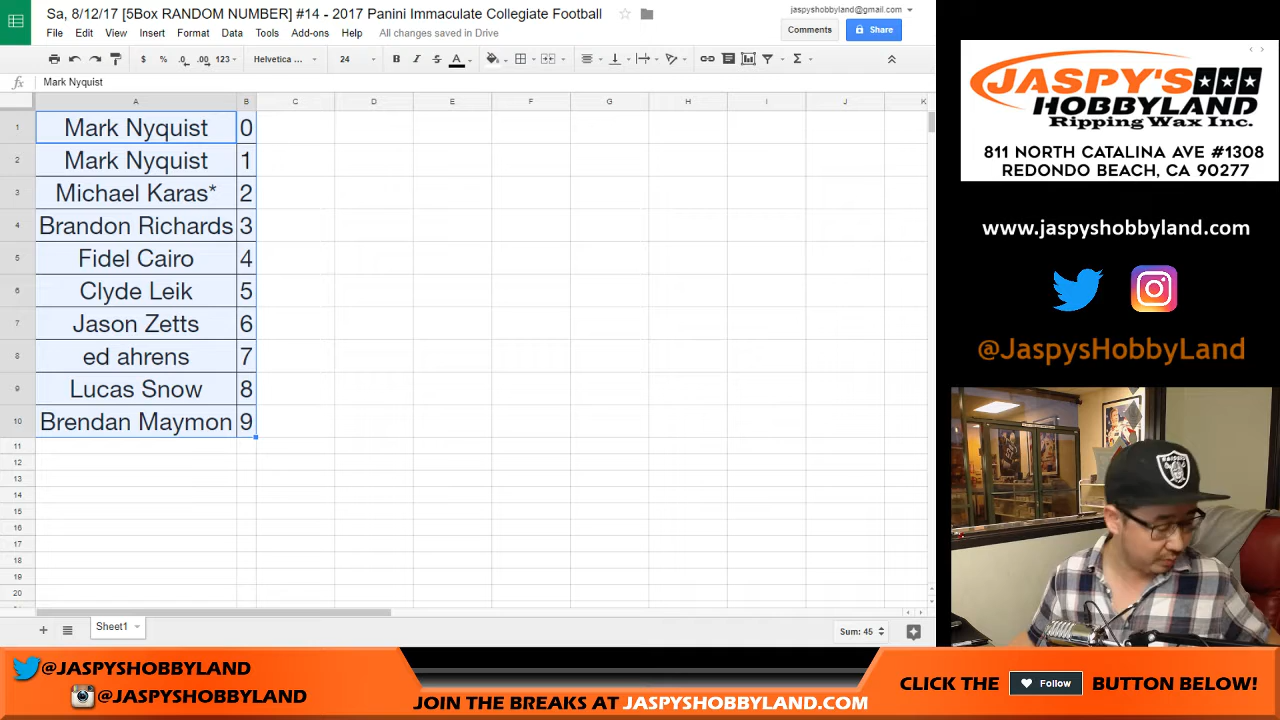 Sa, 8/12/17 [5Box RANDOM NUMBER] #14 - 2017 Panini Immaculate Collegiate Football
jaspyshobbyland@gmail.com
File Edit View Insert Format Data Tools Add-ons Help All changes saved in Drive
Comments
Share
$ % .0 .00 123 Helvetica ... 24 B I S A
fx Mark Nyquist
A B C D E F G H I J K
1 Mark Nyquist 0
2 Mark Nyquist 1
3 Michael Karas* 2
4 Brandon Richards 3
5 Fidel Cairo 4
6 Clyde Leik 5
7 Jason Zetts 6
8 ed ahrens 7
9 Lucas Snow 8
10 Brendan Maymon 9
11
12
13
14
15
16
17
18
19
20
Sheet1
Sum: 45
JASPY'S
HOBBYLAND
Ripping Wax Inc.
811 NORTH CATALINA AVE #1308
REDONDO BEACH, CA 90277
www.jaspyshobbyland.com
@JaspysHobbyLand
RAIDERS
@JASPYSHOBBYLAND
@JASPYSHOBBYLAND
JOIN THE BREAKS AT JASPYSHOBBYLAND.COM
CLICK THE Follow BUTTON BELOW!